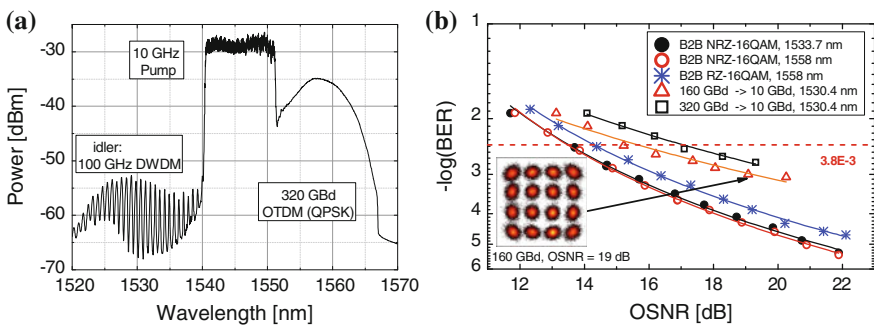 (a)
-30
-40
-50
-60
-70
Power [dBm]
10 GHz
Pump
idler:
100 GHz DWDM
320 GBd
OTDM (QPSK)
1520 1530 1540 1550 1560 1570
Wavelength [nm]
(b)
1
2
3
4
5
6
-log(BER)
B2B NRZ-16QAM, 1533.7 nm
B2B NRZ-16QAM, 1558 nm
B2B RZ-16QAM, 1558 nm
160 GBd -> 10 GBd, 1530.4 nm
320 GBd -> 10 GBd, 1530.4 nm
3.8E-3
160 GBd, OSNR = 19 dB
12 14 16 18 20 22
OSNR [dB]